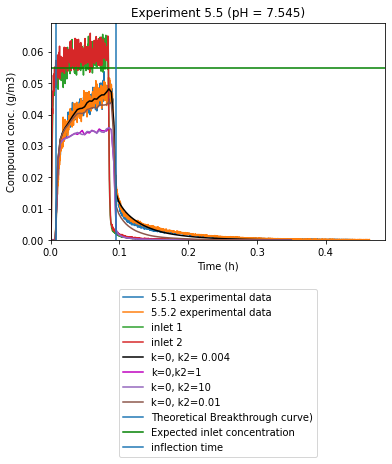 Experiment 5.5 (pH = 7.545)
Compound conc. (g/m3)
0.06
0.05
0.04
0.03
0.02
0.01
0.00
0.0
0.1
0.2
0.3
0.4
Time (h)
5.5.1 experimental data
5.5.2 experimental data
inlet 1
inlet 2
k=0, k2= 0.004
k=0,k2=1
k=0, k2=10
k=0, k2=0.01
Theoretical Breakthrough curve)
Expected inlet concentration
inflection time